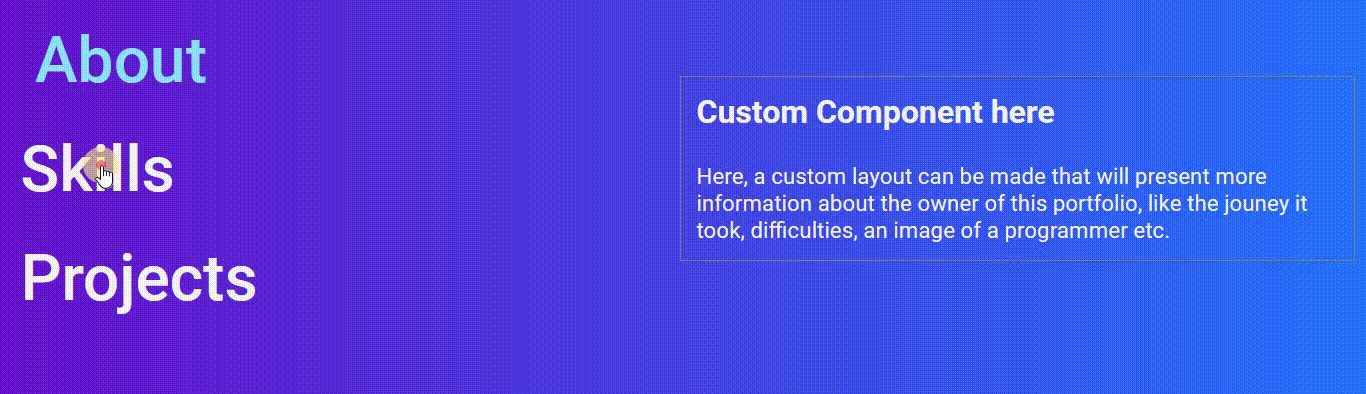 About
Skills
Projects
Custom Component here
Here, a custom layout can be made that will present more
information about the owner of this portfolio, like the jouney it
took, difficulties, an image of a programmer etc.